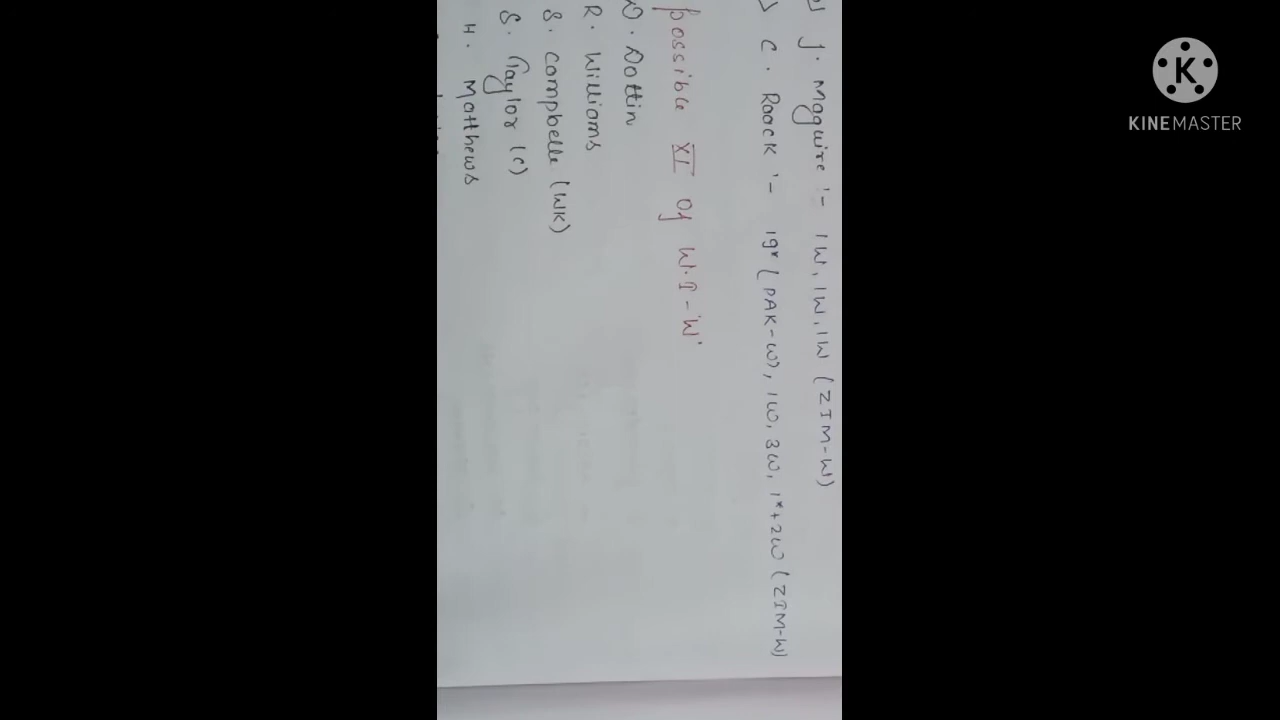 J. Maguire :- 1W, 1W, 1W (ZIM-W)
C. Raack :- 19* (PAK-W), 1W, 3W, 1*+2W (ZIM-W)
possible XI Of W.I-'W'
D. Dottin
R. Williams
S. Campbelle (WK)
S. Taylor (C)
H. Matthews
KINEMASTER